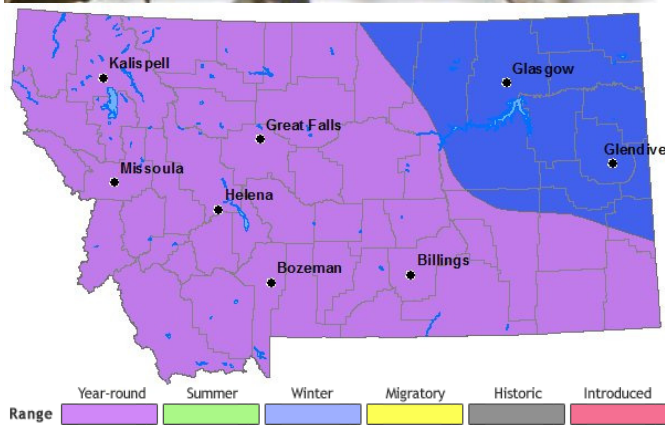 Kalispell
Glasgow
Great Falls
Glendive
Missoula
Helena
Billings
Bozeman
Year-round Summer Winter Migratory Historic Introduced
Range